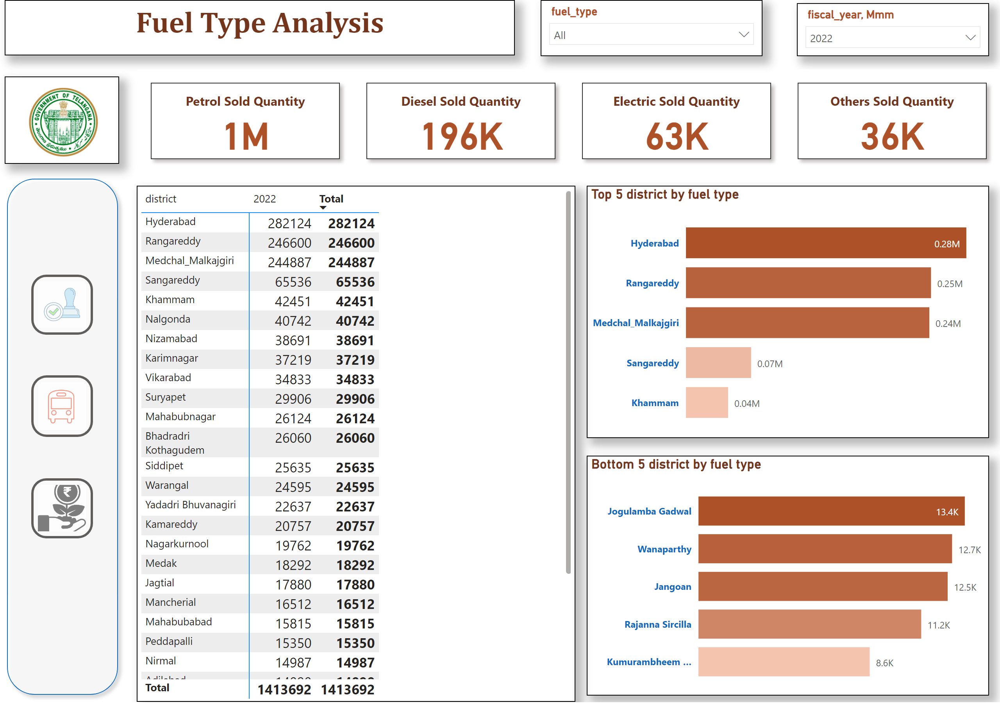 Fuel Type Analysis
fuel_type
All
fiscal_year, Mmm
2022
GOVERNMENT OF TELANGANA
తెలంగాణ ప్రభుత్వము
Petrol Sold Quantity
1M
Diesel Sold Quantity
196K
Electric Sold Quantity
63K
Others Sold Quantity
36K
district 2022 Total
Hyderabad 282124 282124
Rangareddy 246600 246600
Medchal_Malkajgiri 244887 244887
Sangareddy 65536 65536
Khammam 42451 42451
Nalgonda 40742 40742
Nizamabad 38691 38691
Karimnagar 37219 37219
Vikarabad 34833 34833
Suryapet 29906 29906
Mahabubnagar 26124 26124
Bhadradri 26060 26060
Kothagudem
Siddipet 25635 25635
Warangal 24595 24595
Yadadri Bhuvanagiri 22637 22637
Kamareddy 20757 20757
Nagarkurnool 19762 19762
Medak 18292 18292
Jagtial 17880 17880
Mancherial 16512 16512
Mahabubabad 15815 15815
Peddapalli 15350 15350
Nirmal 14987 14987
Total 1413692 1413692
Top 5 district by fuel type
Hyderabad 0.28M
Rangareddy 0.25M
Medchal_Malkajgiri 0.24M
Sangareddy 0.07M
Khammam 0.04M
Bottom 5 district by fuel type
Jogulamba Gadwal 13.4K
Wanaparthy 12.7K
Jangoan 12.5K
Rajanna Sircilla 11.2K
Kumurambheem ... 8.6K